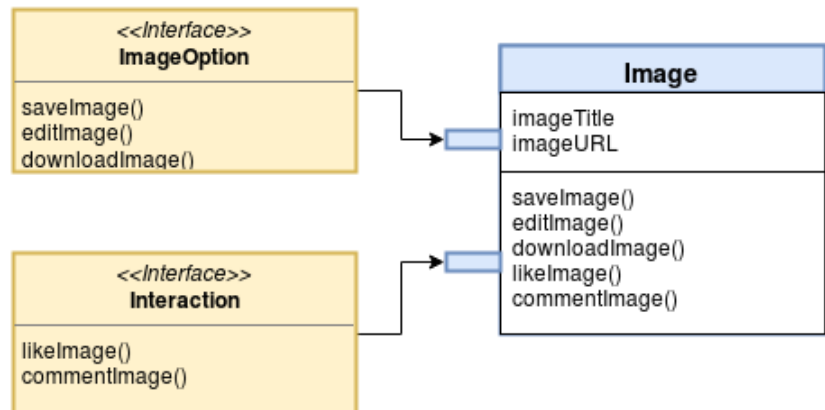 <<Interface>>
ImageOption
saveImage()
editImage()
downloadImage()
<<Interface>>
Interaction
likeImage()
commentImage()
Image
imageTitle
imageURL
saveImage()
editImage()
downloadImage()
likeImage()
commentImage()